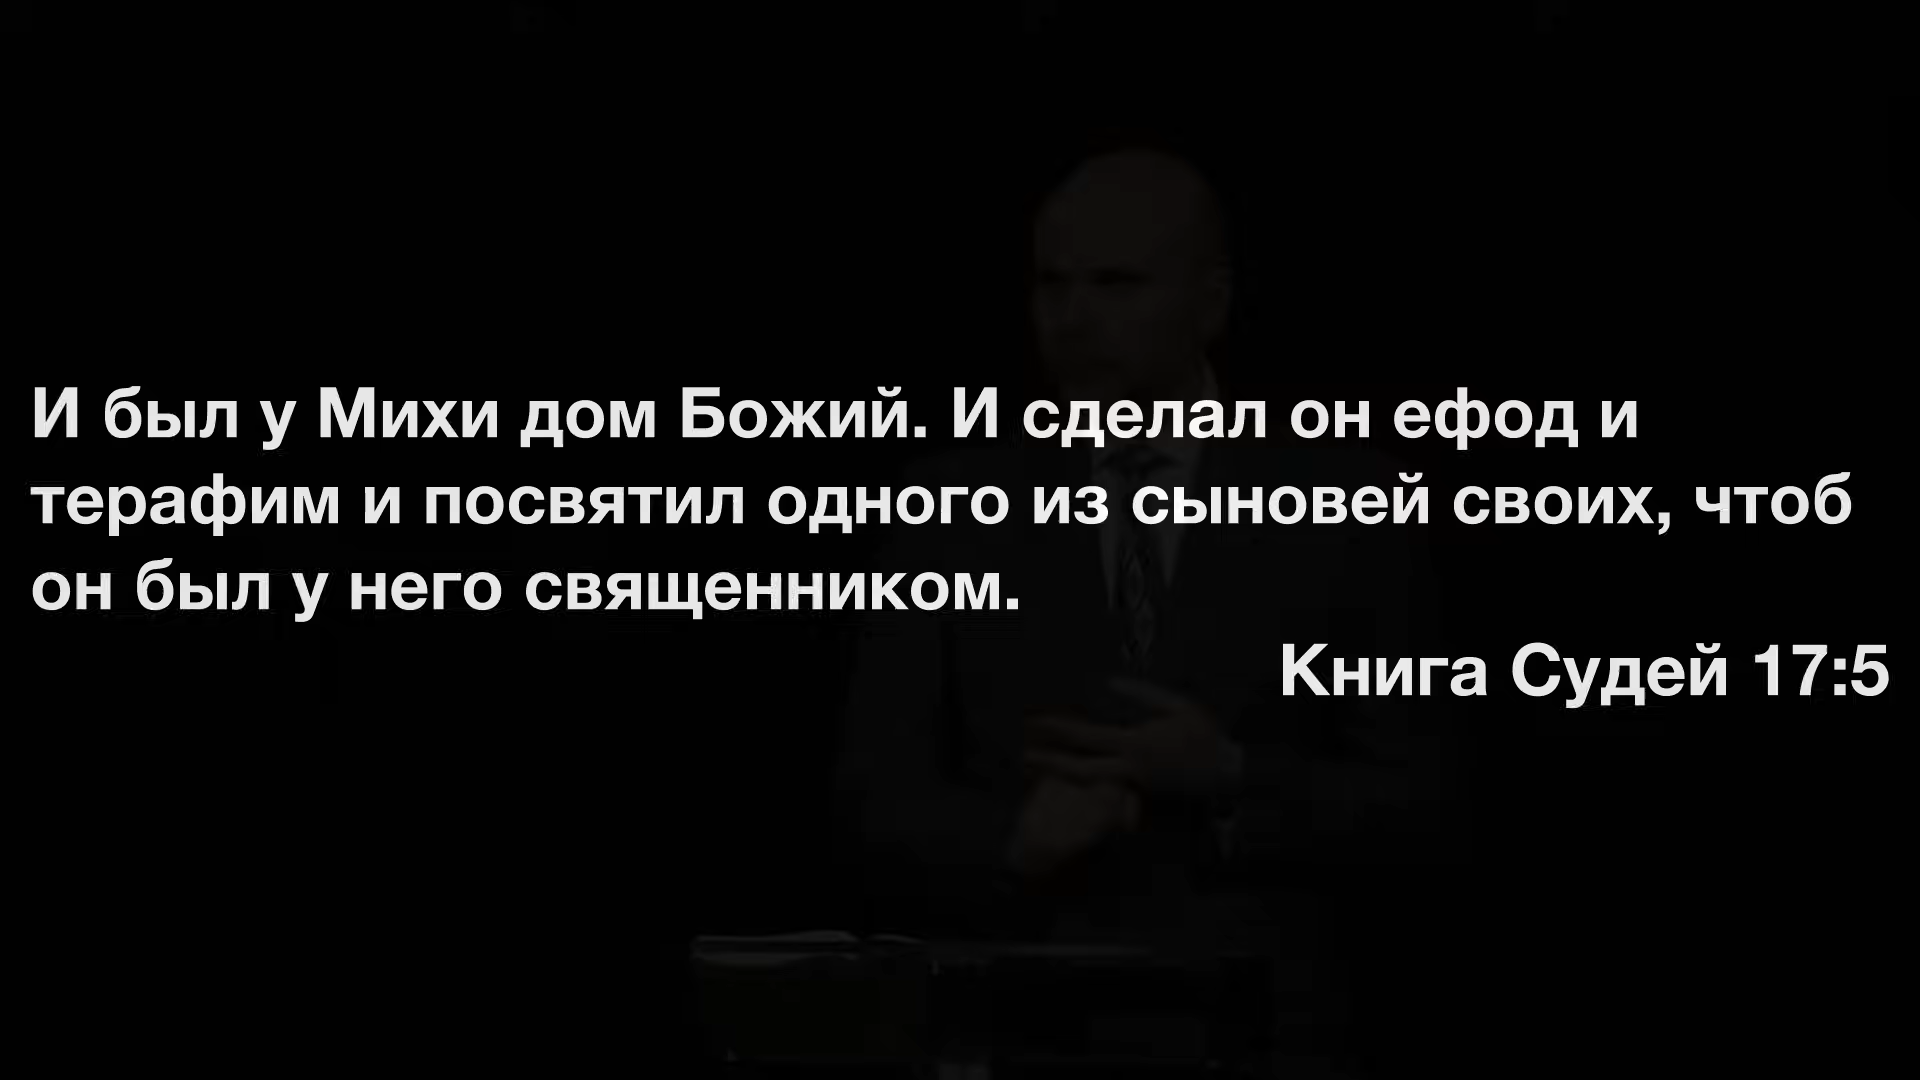 И был у Михи дом Божий. И сделал он ефод и
терафим и посвятил одного из сыновей своих, чтоб
он был у него священником.
Книга Судей 17:5